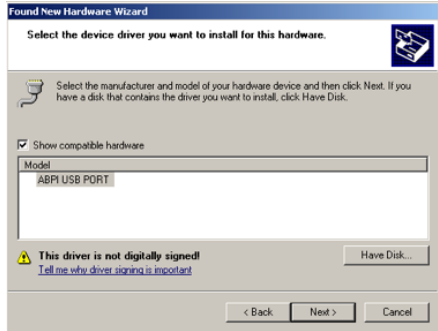 Found New Hardware Wizard
Select the device driver you want to install for this hardware.
Select the manufacturer and model of your hardware device and then click Next. If you
have a disk that contains the driver you want to install, click Have Disk.
Show compatible hardware
Model
ABPI USB PORT
This driver is not digitally signed!
Tell me why driver signing is important
Have Disk...
< Back
Next >
Cancel